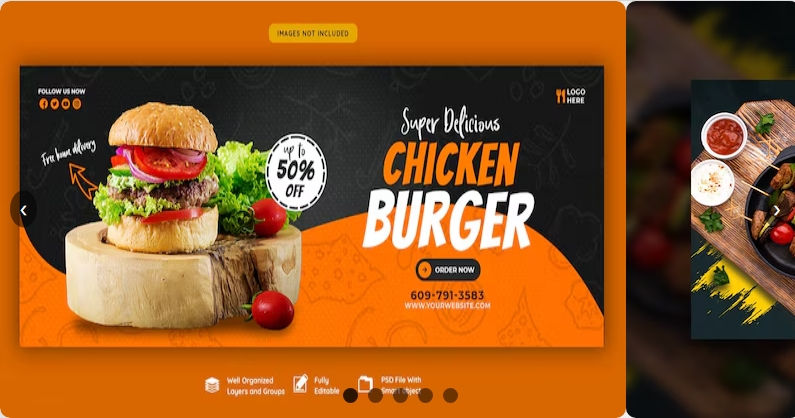 IMAGES NOT INCLUDED
FOLLOW US NOW
LOGO
HERE
Free home delivery
up to
50%
OFF
Super Delicious
CHICKEN
BURGER
ORDER NOW
609-791-3583
WWW.YOURWEBSITE.COM
Well Organized
Layers and Groups
Fully
Editable
PSD File With
Smart Object